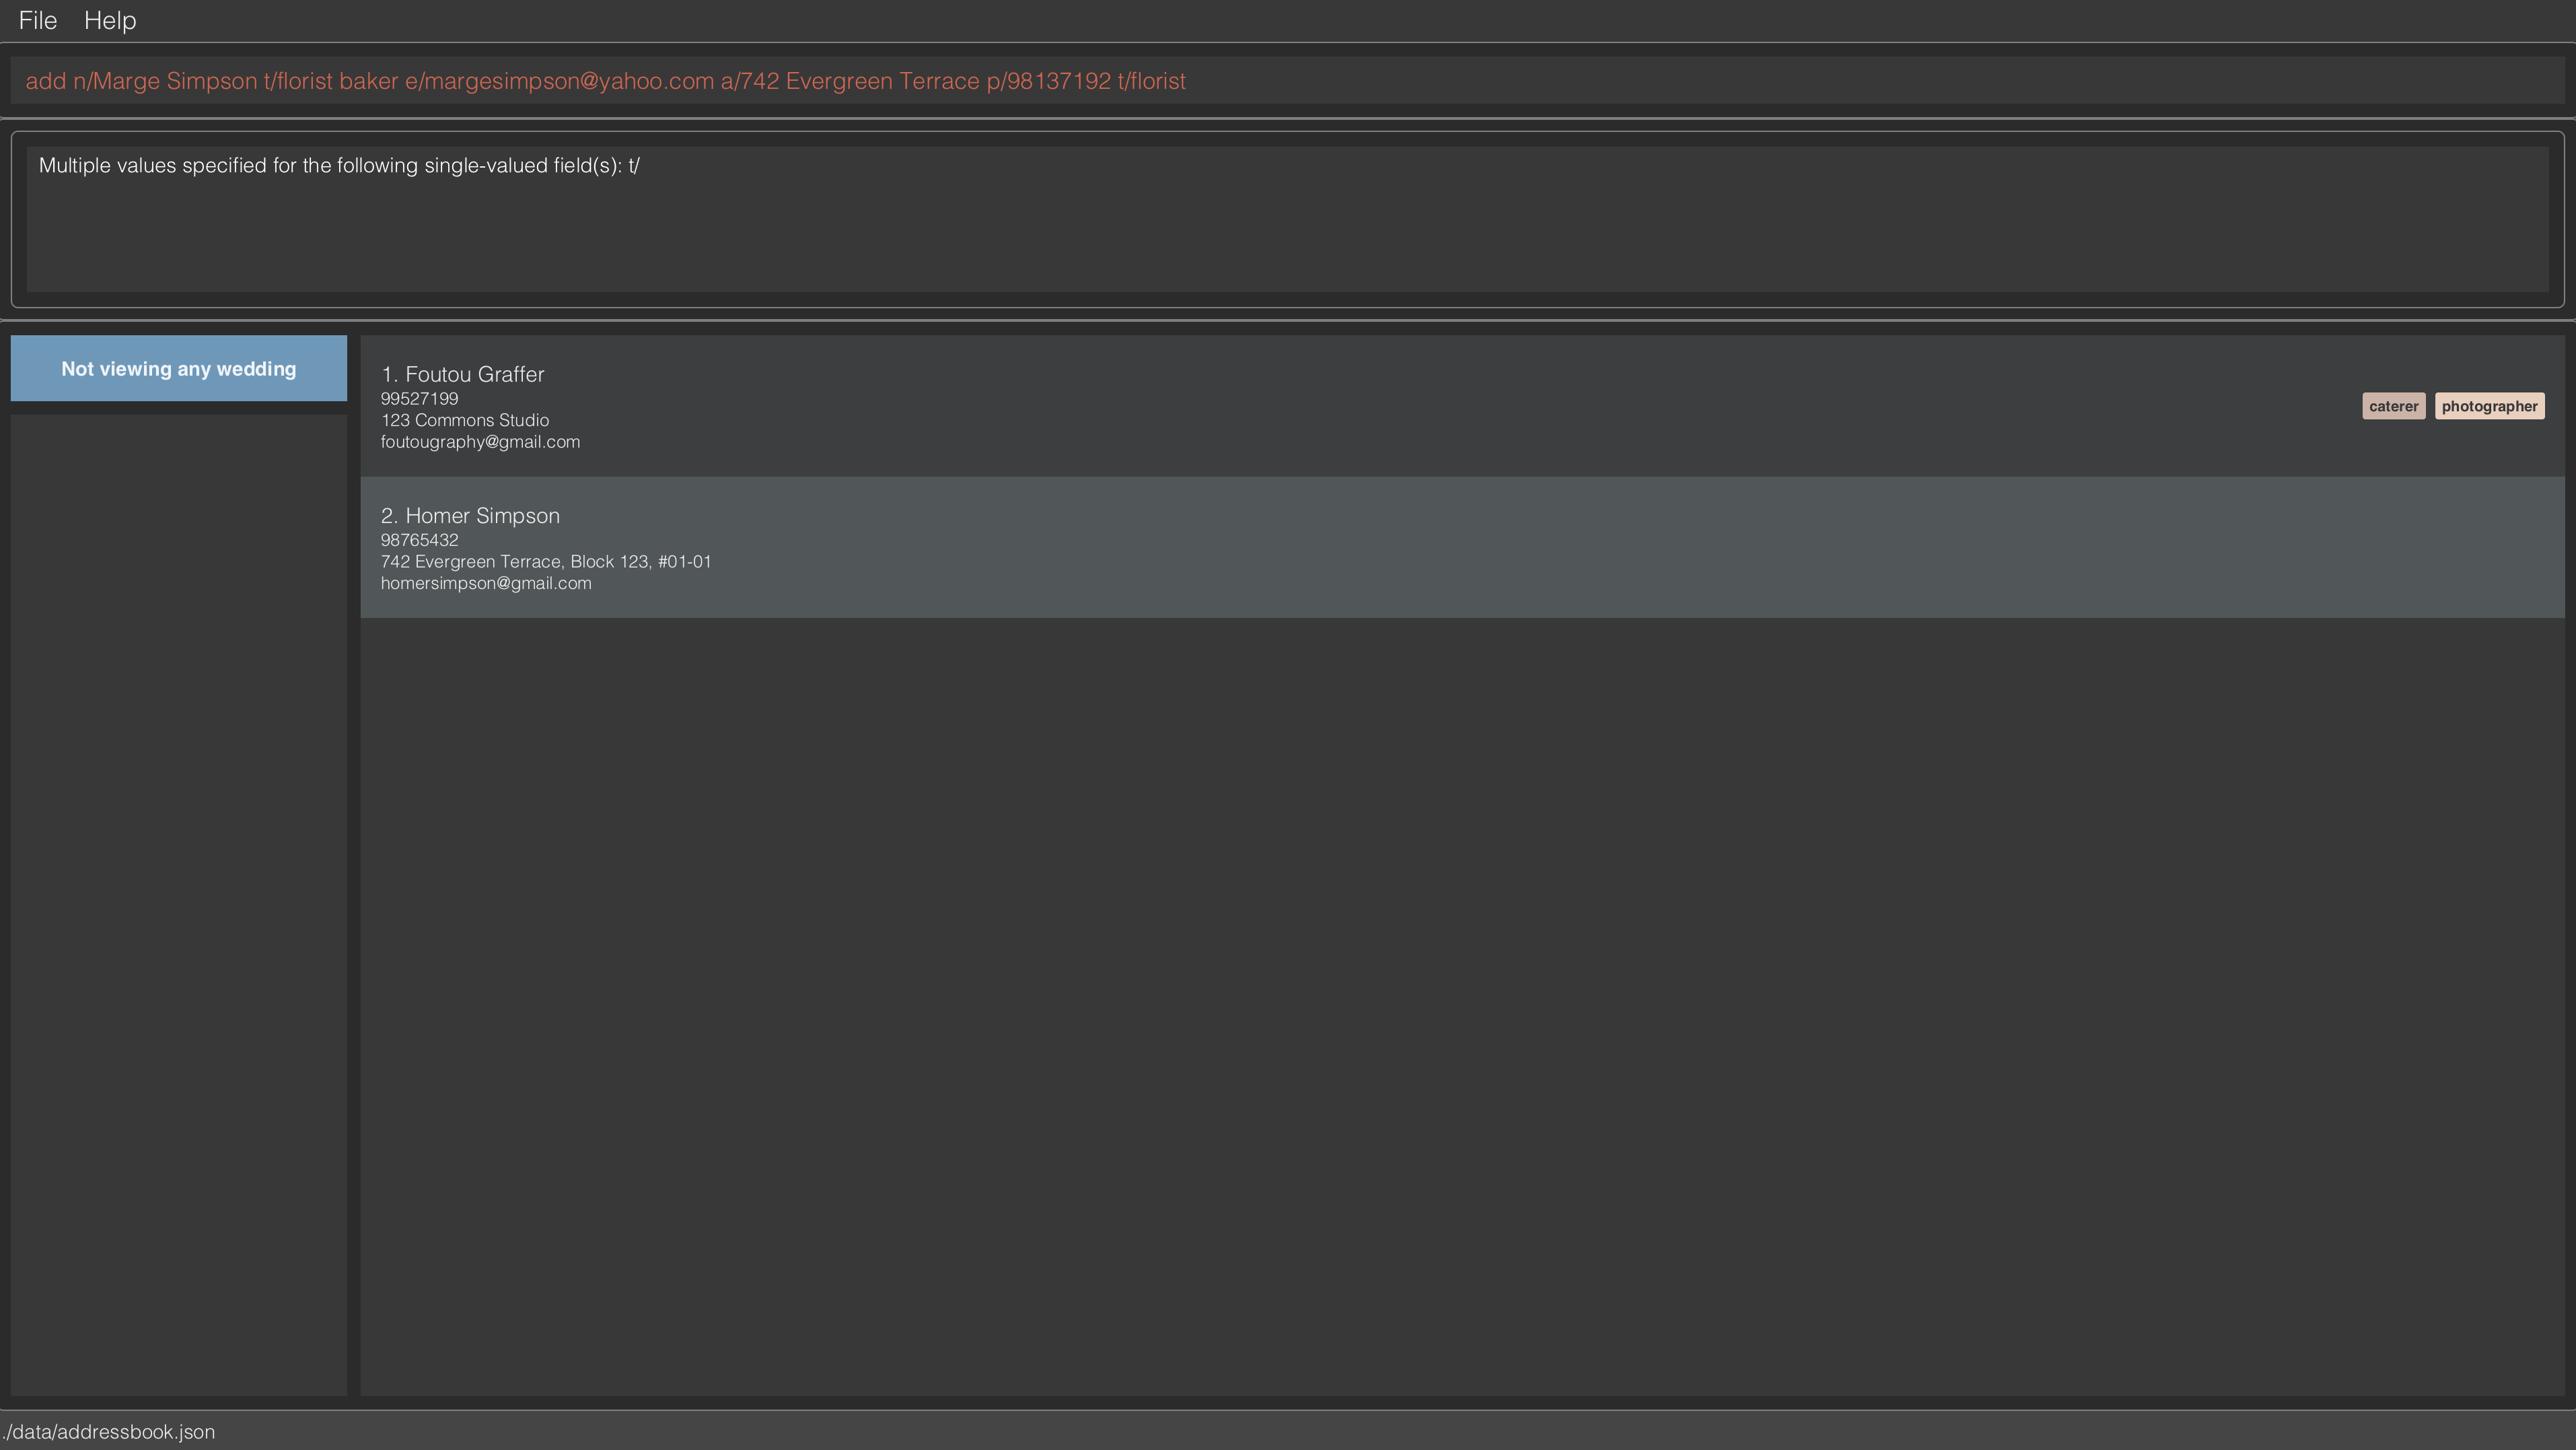 File Help
add n/Marge Simpson t/florist baker e/margesimpson@yahoo.com a/742 Evergreen Terrace p/98137192 t/florist
Multiple values specified for the following single-valued field(s): t/
Not viewing any wedding
1. Foutou Graffer
99527199
123 Commons Studio
foutougraphy@gmail.com
caterer photographer
2. Homer Simpson
98765432
742 Evergreen Terrace, Block 123, #01-01
homersimpson@gmail.com
./data/addressbook.json